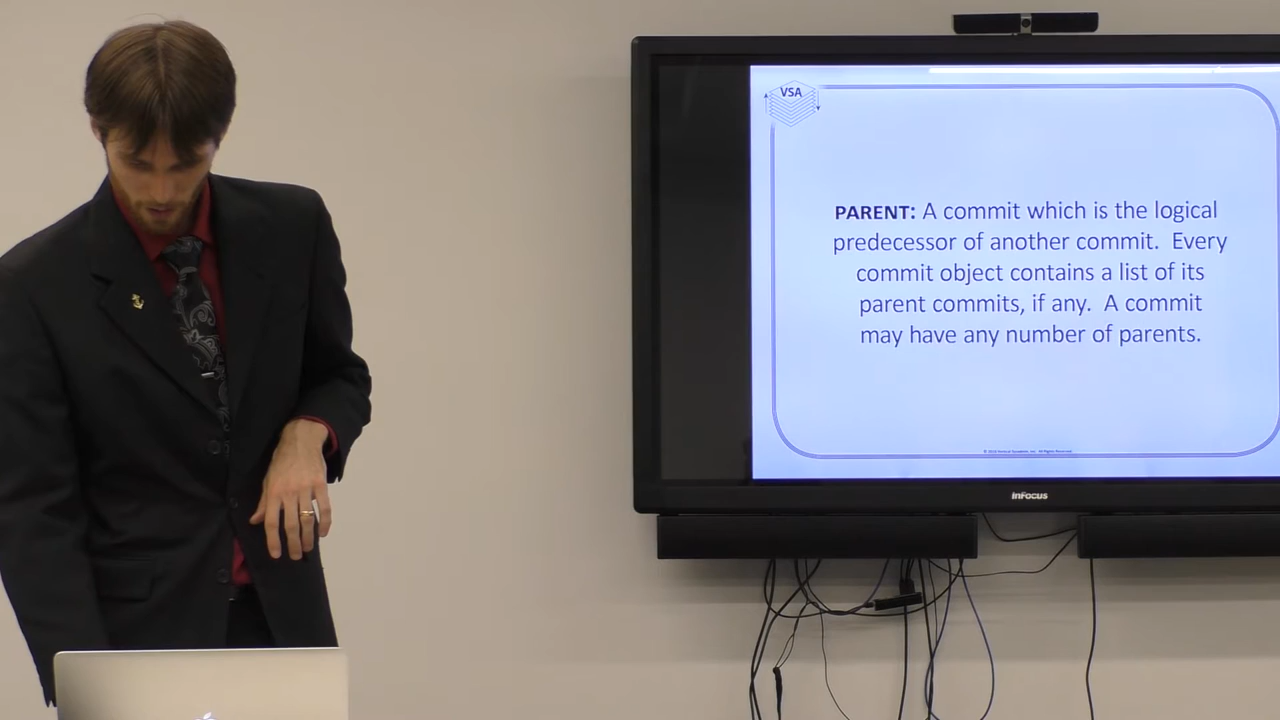 VSA
PARENT: A commit which is the logical
predecessor of another commit. Every
commit object contains a list of its
parent commits, if any. A commit
may have any number of parents.
InFocus